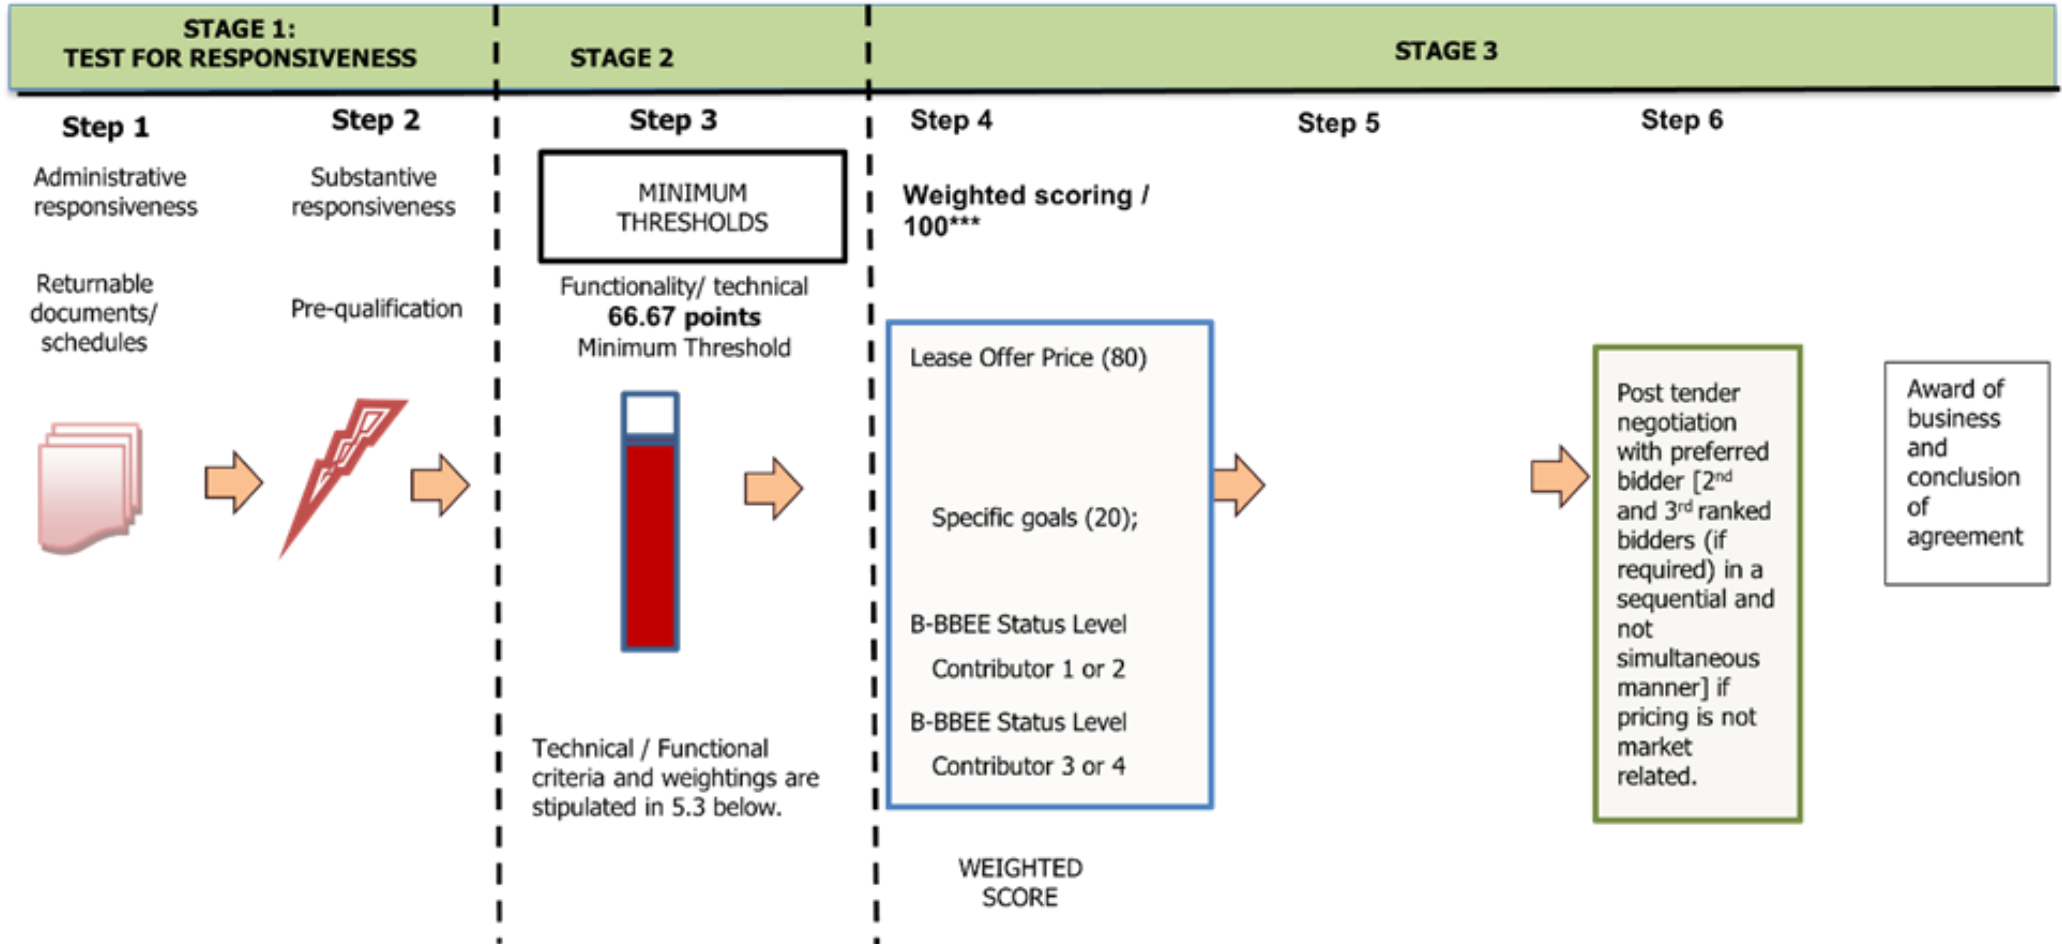 STAGE 1:
TEST FOR RESPONSIVENESS
STAGE 2
STAGE 3
Step 1
Administrative
responsiveness
Returnable
documents/
schedules
Step 2
Substantive
responsiveness
Pre-qualification
Step 3
MINIMUM
THRESHOLDS
Functionality/ technical
66.67 points
Minimum Threshold
Technical / Functional
criteria and weightings are
stipulated in 5.3 below.
Step 4
Weighted scoring /
100***
Lease Offer Price (80)
Specific goals (20);
B-BBEE Status Level
Contributor 1 or 2
B-BBEE Status Level
Contributor 3 or 4
WEIGHTED
SCORE
Step 5
Step 6
Post tender
negotiation
with preferred
bidder [2nd
and 3rd ranked
bidders (if
required) in a
sequential and
not
simultaneous
manner] if
pricing is not
market
related.
Award of
business
and
conclusion
of
agreement